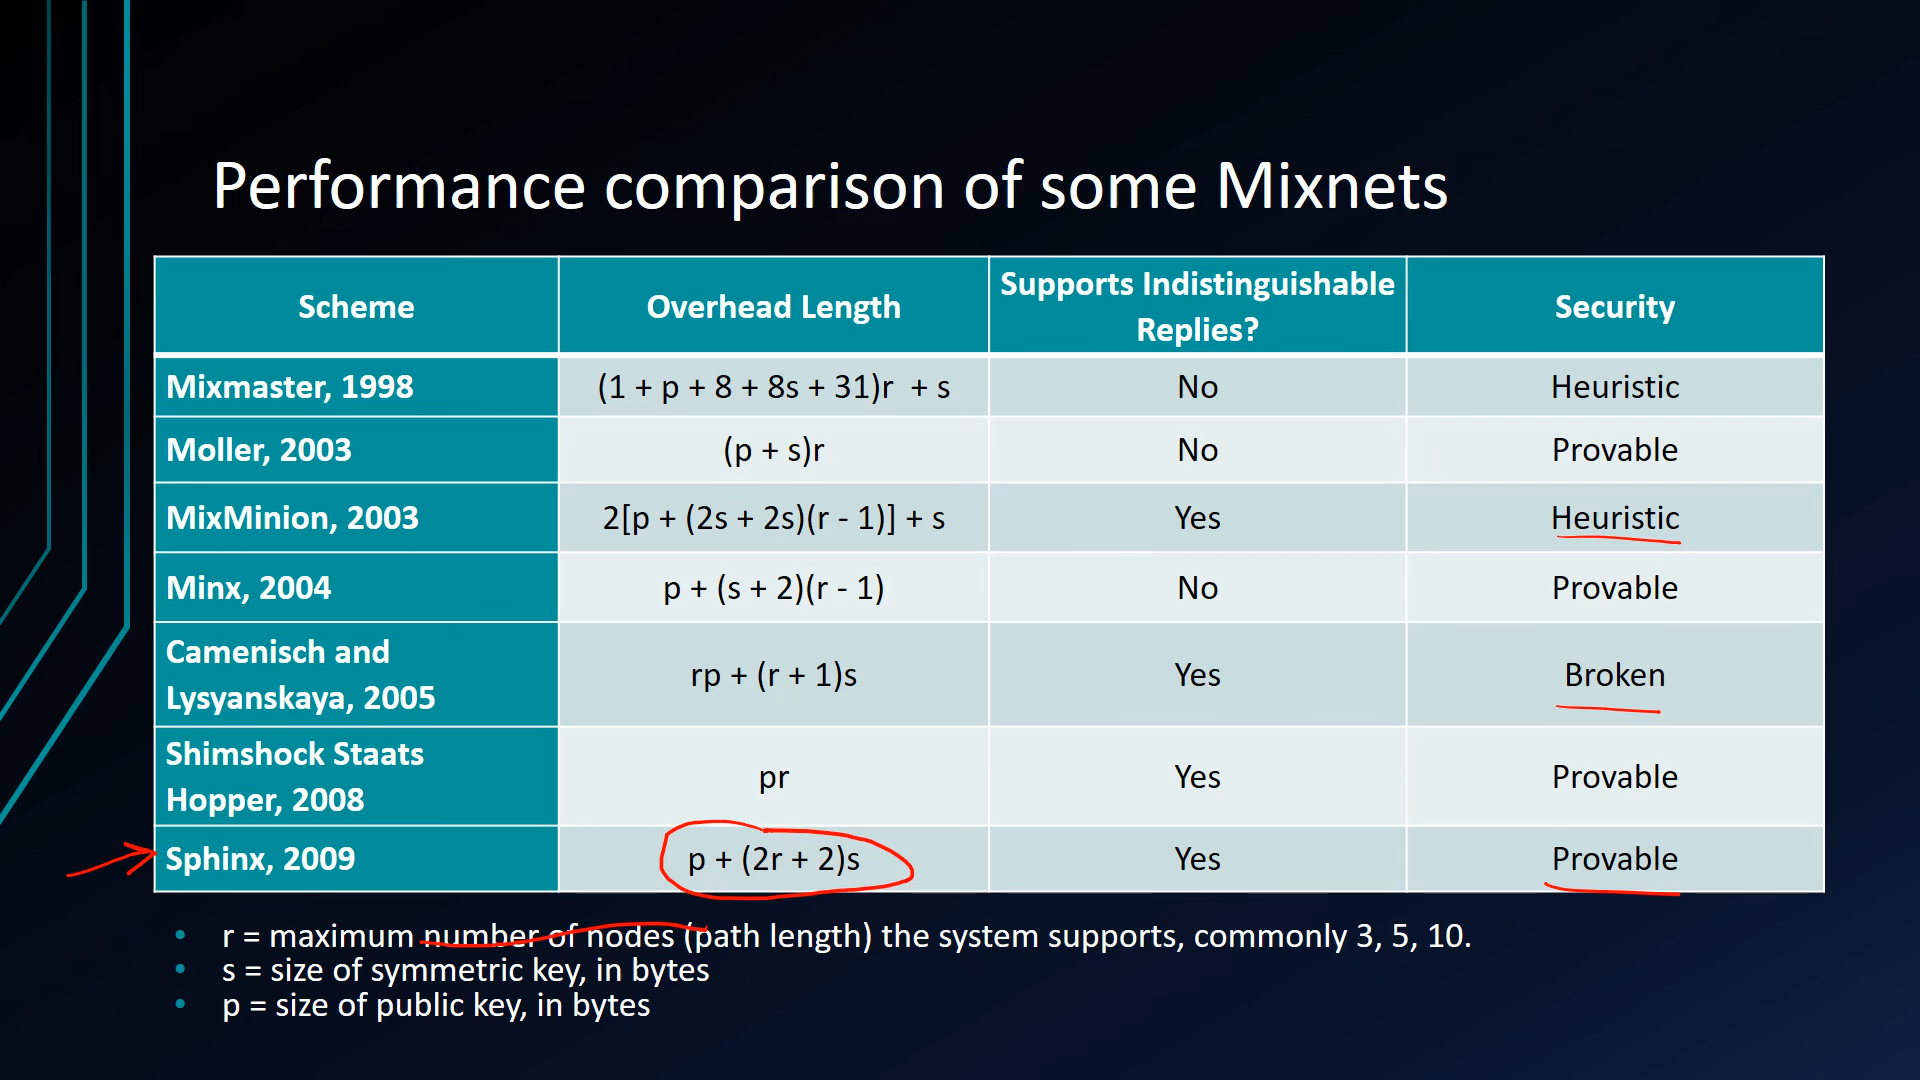 Performance comparison of some Mixnets
Scheme
Overhead Length
Supports Indistinguishable
Replies?
Security
Mixmaster, 1998
(1 + p + 8 + 8s + 31)r + s
No
Heuristic
Moller, 2003
(p + s)r
No
Provable
MixMinion, 2003
2[p + (2s + 2s)(r - 1)] + s
Yes
Heuristic
Minx, 2004
p + (s + 2)(r - 1)
No
Provable
Camenisch and
Lysyanskaya, 2005
rp + (r + 1)s
Yes
Broken
Shimshock Staats
Hopper, 2008
pr
Yes
Provable
Sphinx, 2009
p + (2r + 2)s
Yes
Provable
• r = maximum number of nodes (path length) the system supports, commonly 3, 5, 10.
• s = size of symmetric key, in bytes
• p = size of public key, in bytes